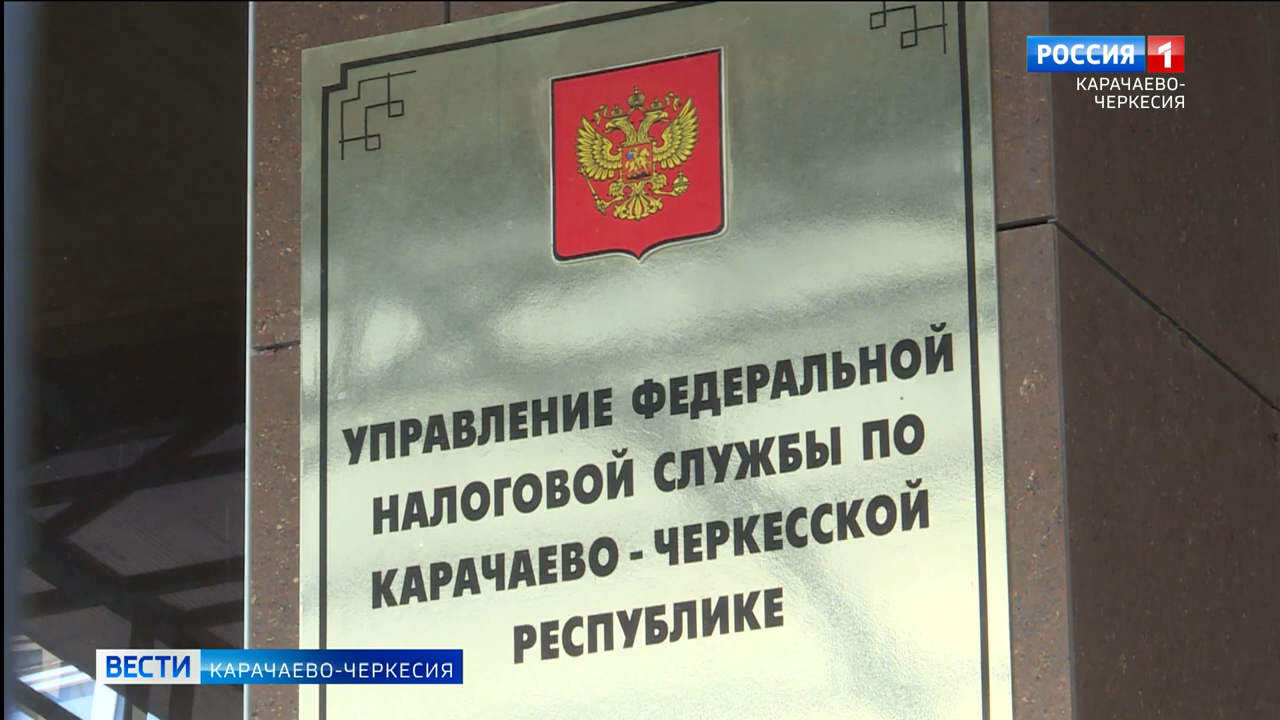 РОССИЯ 1
КАРАЧАЕВО-
ЧЕРКЕСИЯ
УПРАВЛЕНИЕ ФЕДЕРАЛЬНОЙ
НАЛОГОВОЙ СЛУЖБЫ ПО
КАРАЧАЕВО - ЧЕРКЕССКОЙ
РЕСПУБЛИКЕ
ВЕСТИ КАРАЧАЕВО-ЧЕРКЕСИЯ